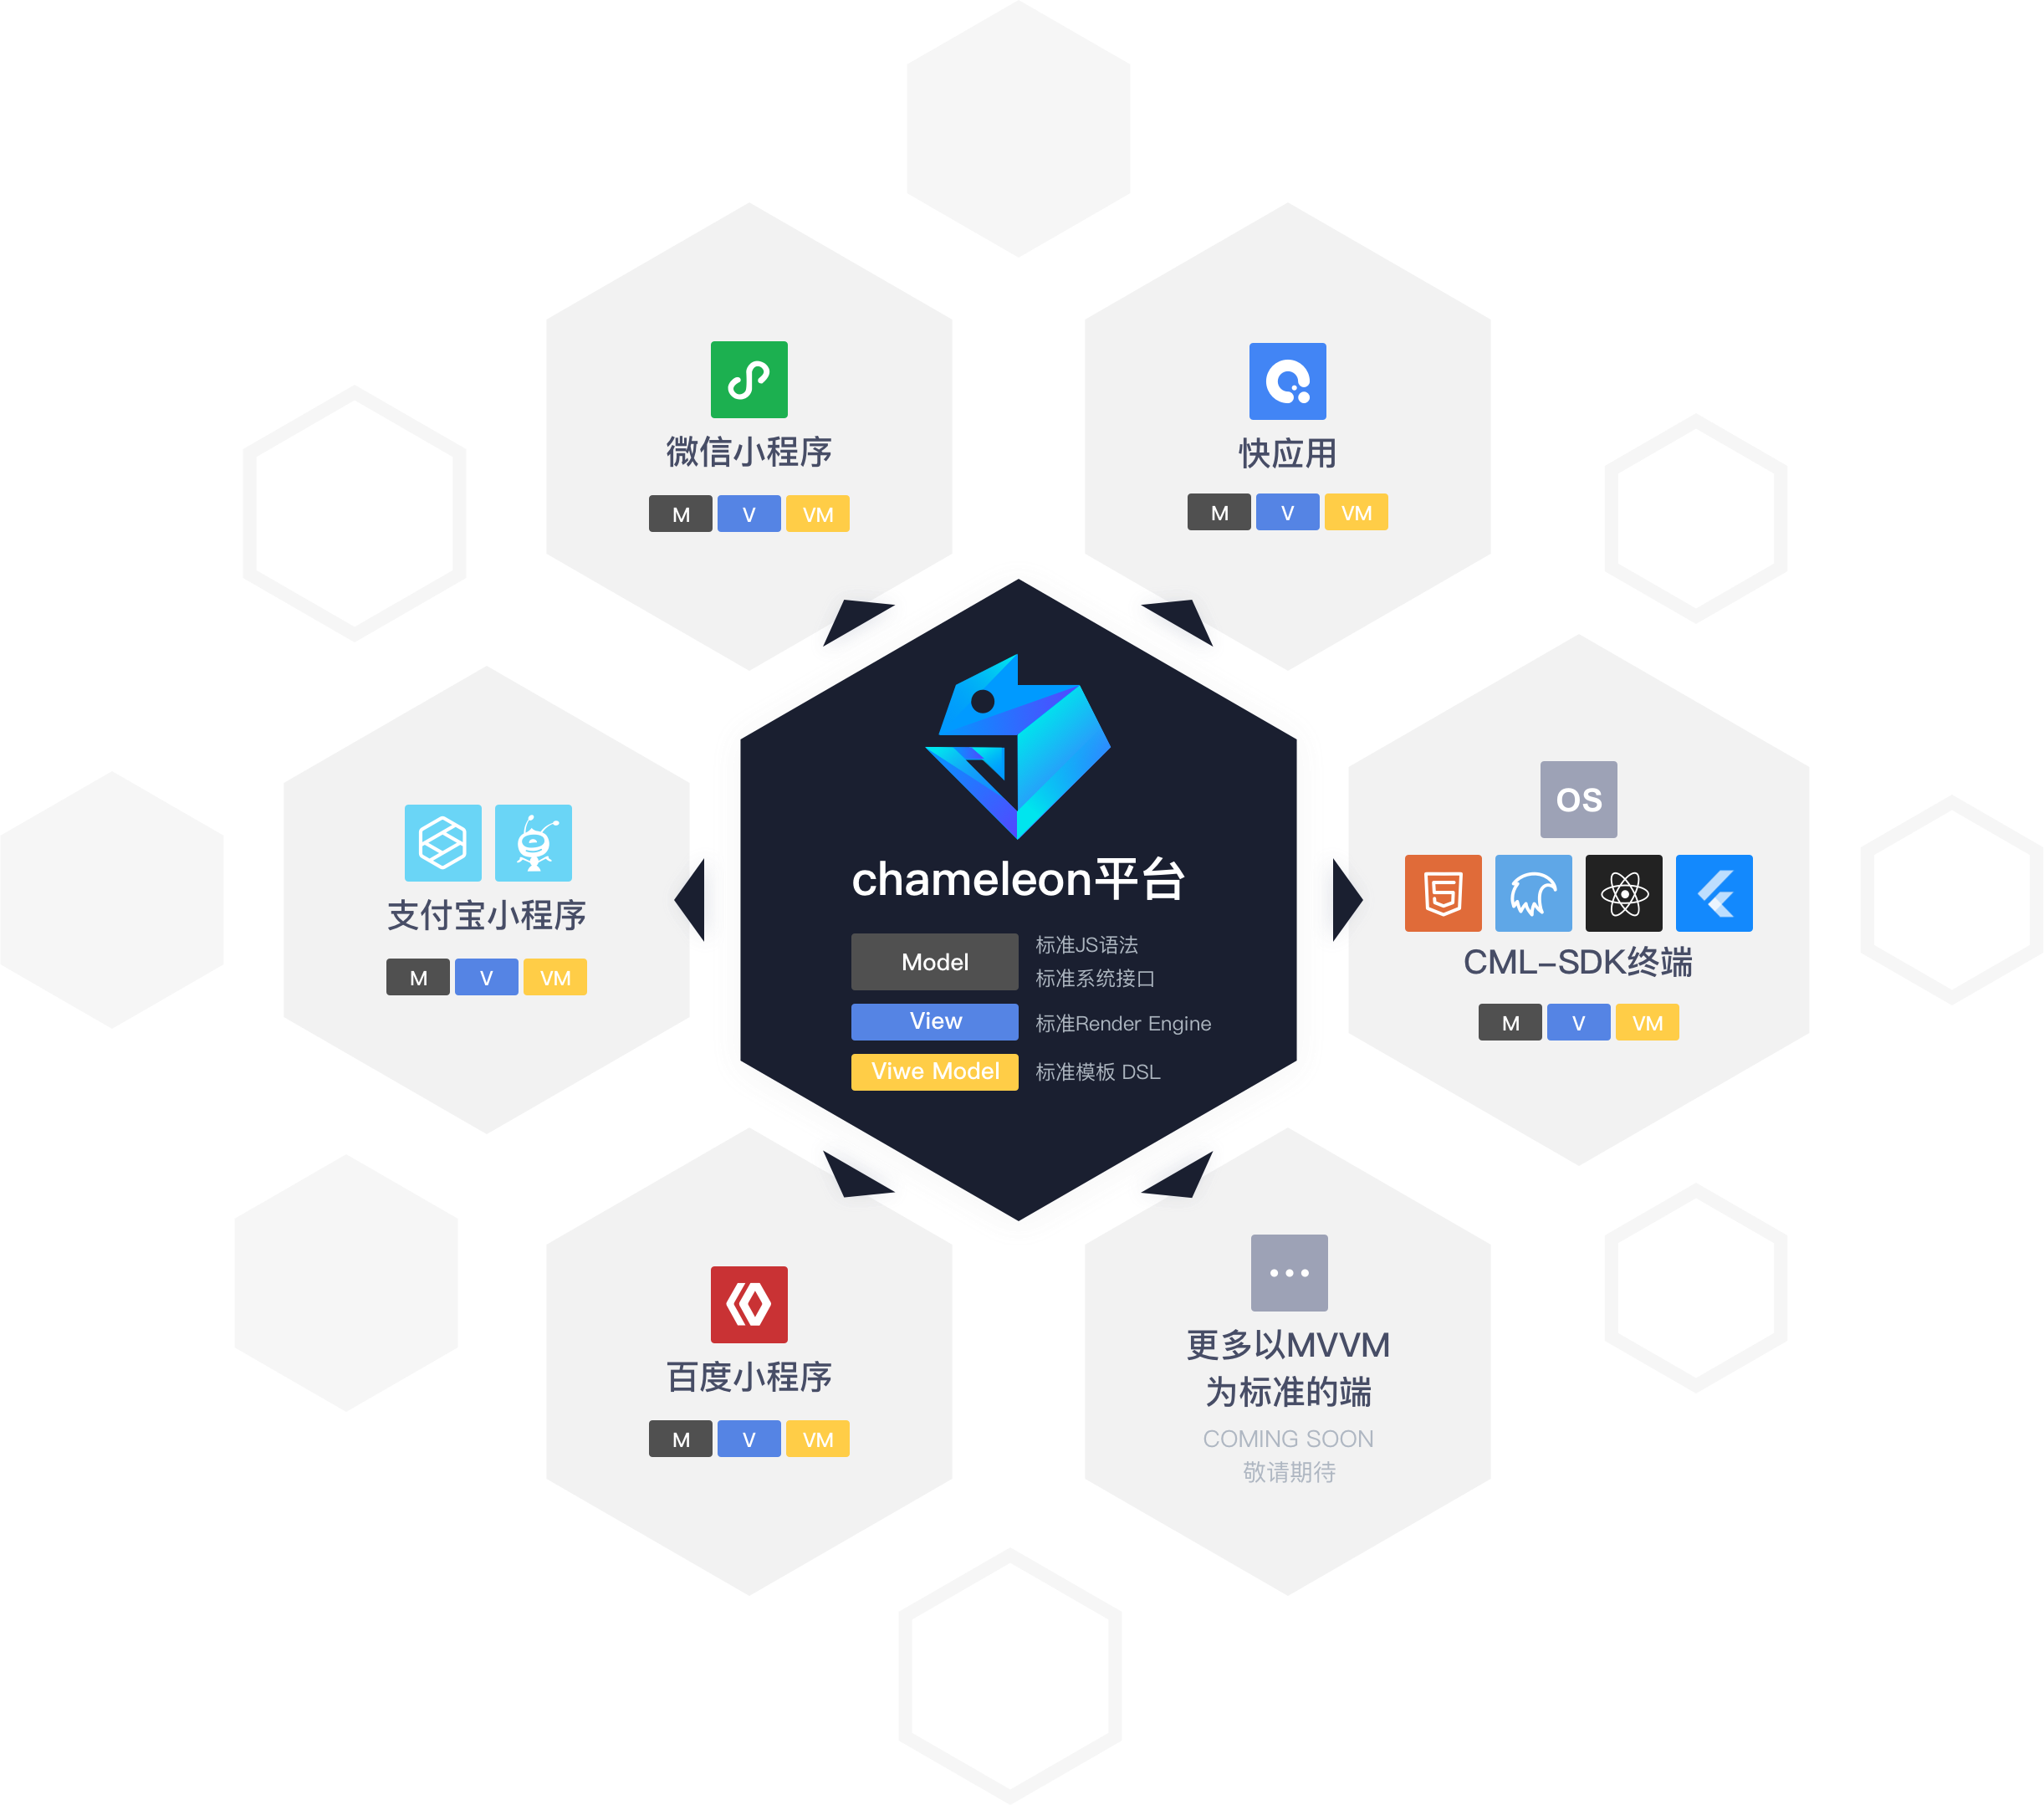 微信小程序
M V VM
快应用
M V VM
支付宝小程序
M V VM
chameleon平台
Model
标准JS语法
标准系统接口
View 标准Render Engine
Viwe Model 标准模板 DSL
OS
CML-SDK终端
M V VM
百度小程序
M V VM
更多以MVVM
为标准的端
COMING SOON
敬请期待